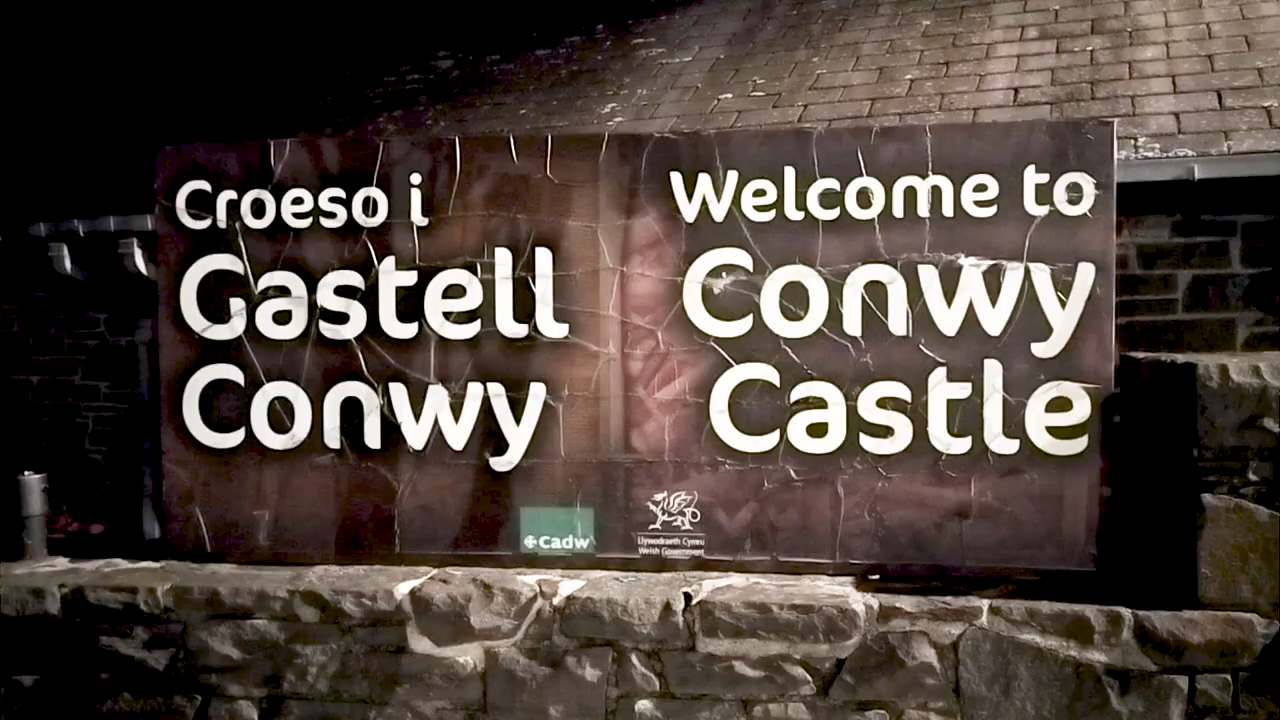 Croeso i
Gastell
Conwy
Welcome to
Conwy
Castle
Cadw
Llywodraeth Cymru
Welsh Government